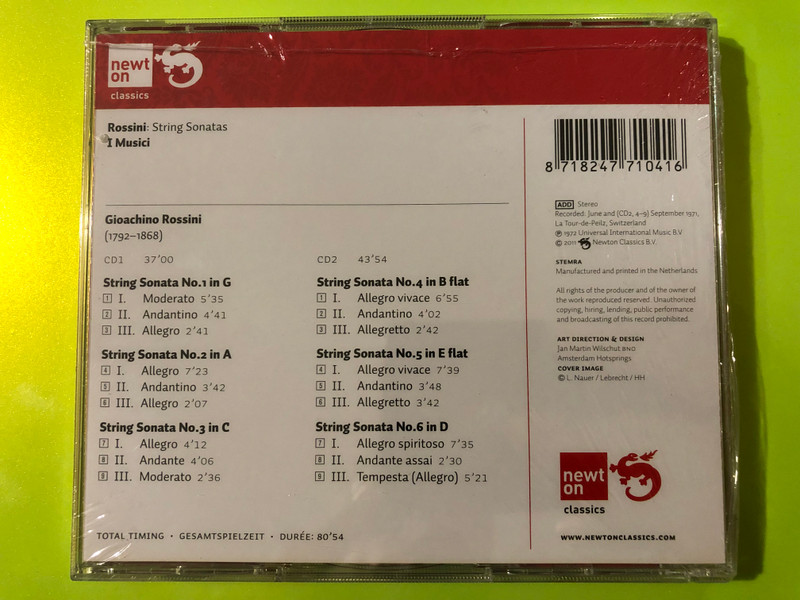 newt
on
classics
Rossini: String Sonatas
I Musici
Gioachino Rossini
(1792–1868)
CD1 37'00
String Sonata No.1 in G
1 I. Moderato 5'35
2 II. Andantino 4'41
3 III. Allegro 2'41
String Sonata No.2 in A
4 I. Allegro 7'23
5 II. Andantino 3'42
6 III. Allegro 2'07
String Sonata No.3 in C
7 I. Allegro 4'12
8 II. Andante 4'06
9 III. Moderato 2'36
CD2 43'54
String Sonata No.4 in B flat
1 I. Allegro vivace 6'55
2 II. Andantino 4'02
3 III. Allegretto 2'42
String Sonata No.5 in E flat
4 I. Allegro vivace 7'39
5 II. Andantino 3'48
6 III. Allegretto 3'42
String Sonata No.6 in D
7 I. Allegro spiritoso 7'35
8 II. Andante assai 2'30
9 III. Tempesta (Allegro) 5'21
TOTAL TIMING · GESAMTSPIELZEIT · DURÉE: 80'54
8 718247 710416
ADD Stereo
Recorded: June and (CD2, 4–9) September 1971,
La Tour-de-Peilz, Switzerland
℗ 1972 Universal International Music B.V
© 2011 Newton Classics B.V.
STEMRA
Manufactured and printed in the Netherlands
All rights of the producer and of the owner of
the work reproduced reserved. Unauthorized
copying, hiring, lending, public performance
and broadcasting of this record prohibited.
ART DIRECTION & DESIGN
Jan Martin Wilschut BNO
Amsterdam Hotsprings
COVER IMAGE
© L. Nauer / Lebrecht / HH
newt
on
classics
WWW.NEWTONCLASSICS.COM